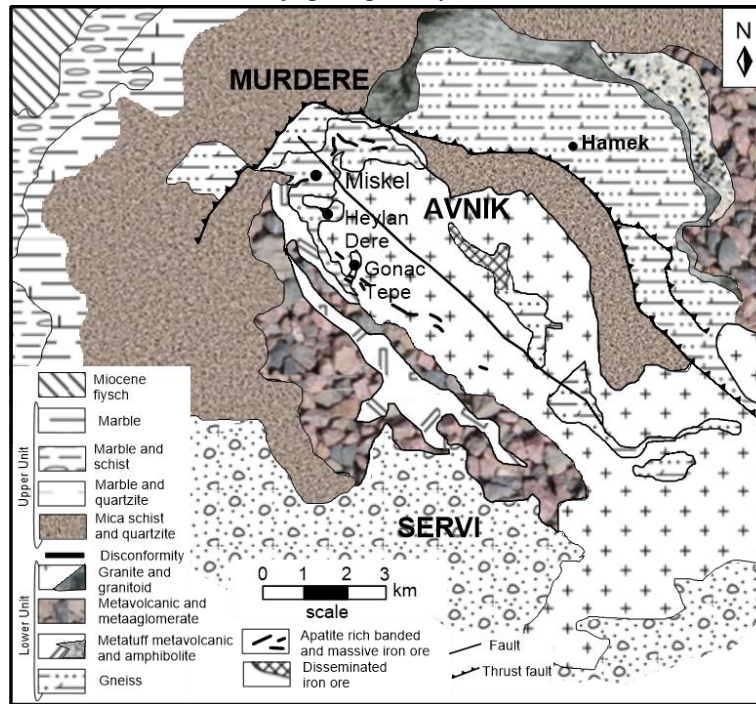 N
MURDERE
Hamek
Miskel
AVNIK
Heylan
Dere
Gonac
Tepe
SERVI
Miocene
fiysch
Upper Unit
Marble
Marble and
schist
Marble and
quartzite
Mica schist
and quartzite
Disconformity
Lower Unit
Granite and
granitoid
Metavolcanic and
metaaglomerate
Metatuff metavolcanic
and amphibolite
Gneiss
0 1 2 3
km
scale
Apatite rich banded
and massive iron ore
Disseminated
iron ore
Fault
Thrust fault